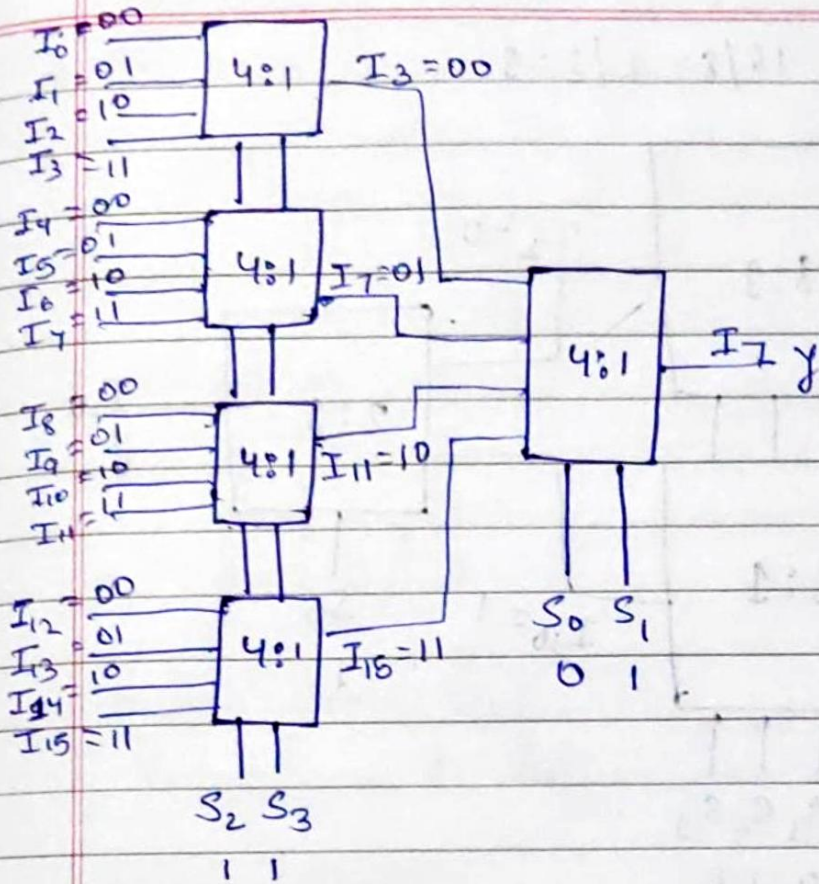 I0 = 00
I1 = 01
I2 = 10
I3 = 11
4:1
I3 = 00
I4 = 00
I5 = 01
I6 = 10
I7 = 11
4:1
I7 = 01
4:1
I7 y
I8 = 00
I9 = 01
I10 = 10
I11 = 11
4:1
I11 = 10
I12 = 00
I13 = 01
I14 = 10
I15 = 11
4:1
I15 = 11
S0 S1
0 1
S2 S3
1 1